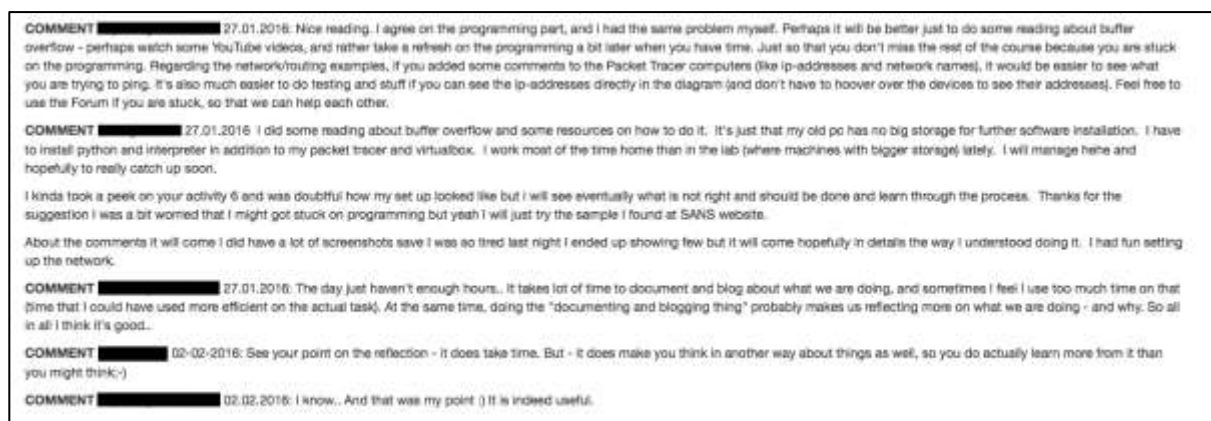 COMMENT 27.01.2016: Nice reading. I agree on the programming part, and i had the same problem myself. Perhaps it will be better just to do some reading about buffer
overflow - perhaps watch some YouTube videos, and rather take a refresh on the programming a bit later when you have time. Just so that you don't miss the rest of the course because you are stuck
on the programming. Regarding the network/routing examples, if you added some comments to the Packet Tracer computers (like ip-addresses and network names), it would be easier to see what
you are trying to ping. It's also much easier to do testing and stuff if you can see the ip-addresses directly in the diagram (and don't have to hoover over the devices to see their addresses). Feel free to
use the Forum if you are stuck, so that we can help each other.
COMMENT 27.01.2016 I did some reading about buffer overflow and some resources on how to do it. It's just that my old pc has no big storage for further software installation. I have
to install python and interpreter in addition to my packet tracer and virtualbox. I work most of the time home than in the lab (where machines with bigger storage) lately. I will manage hehe and
hopefully to really catch up soon.
I kinda took a peek on your activity 6 and was doubtful how my set up looked like but i will see eventually what is not right and should be done and learn through the process. Thanks for the
suggestion I was a bit worried that I might got stuck on programming but yeah I will just try the sample I found at SANS website.
About the comments it will come I did have a lot of screenshots save I was so tired last night I ended up showing few but it will come hopefully in details the way I understood doing it. I had fun setting
up the network.
COMMENT 27.01.2016: The day just haven't enough hours.. It takes lot of time to document and blog about what we are doing, and sometimes I feel I use too much time on that
(time that I could have used more efficient on the actual task). At the same time, doing the "documenting and blogging thing" probably makes us reflecting more on what we are doing - and why. So all
in all I think it's good..
COMMENT 02-02-2016: See your point on the reflection - it does take time. But - it does make you think in another way about things as well, so you do actually learn more from it than
you might think;-)
COMMENT 02.02.2016: I know.. And that was my point :) It is indeed useful.